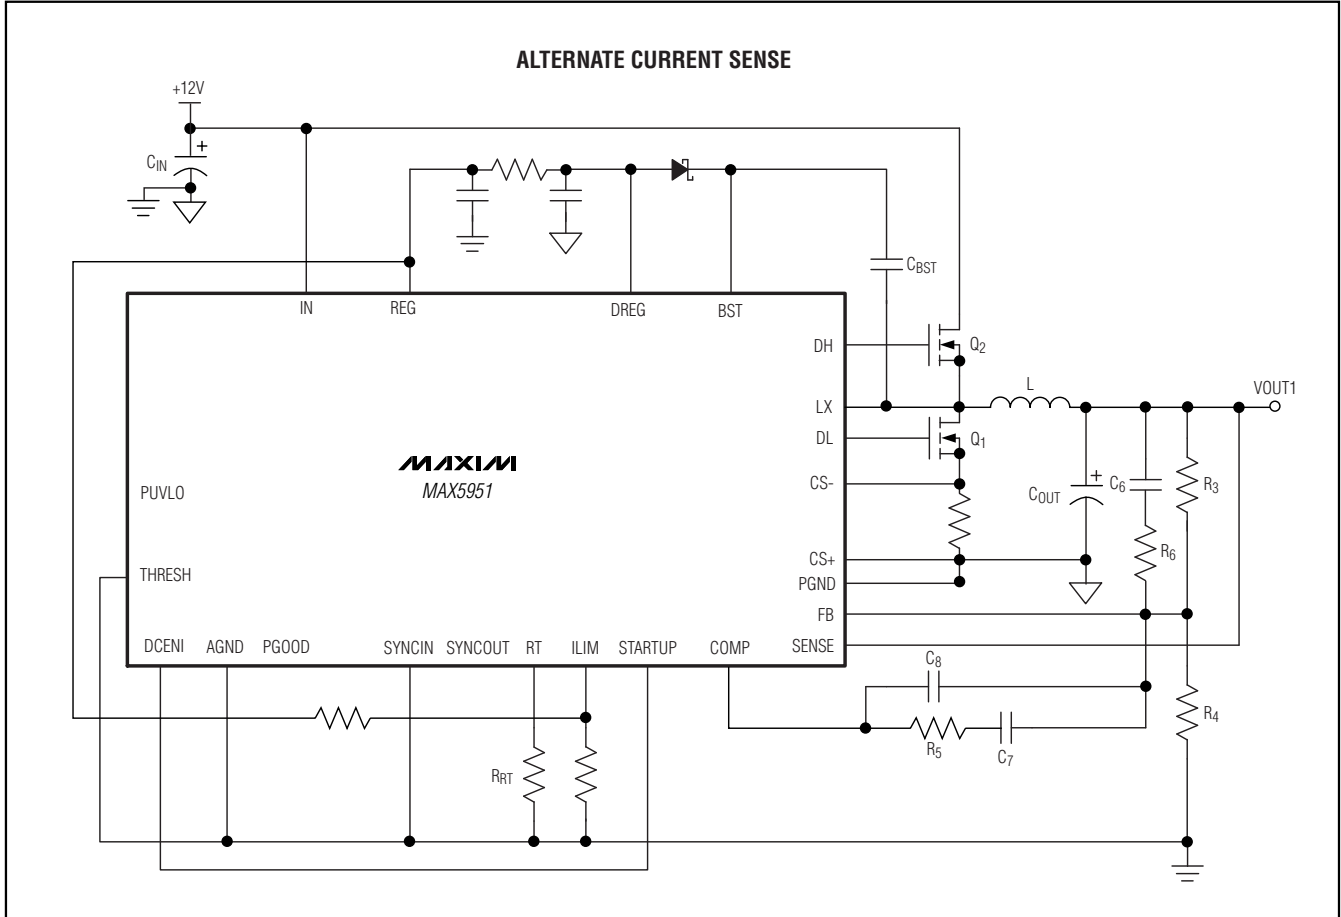 ALTERNATE CURRENT SENSE
+12V
+
CIN
CBST
IN
REG
DREG
BST
DH
Q2
L
VOUT1
LX
DL
Q1
MAXIM
MAX5951
PUVLO
CS-
COUT
+
C6
R3
R6
CS+
THRESH
PGND
FB
DCENI
AGND
PGOOD
SYNCIN
SYNCOUT
RT
ILIM
STARTUP
COMP
SENSE
C8
R4
R5
C7
RRT